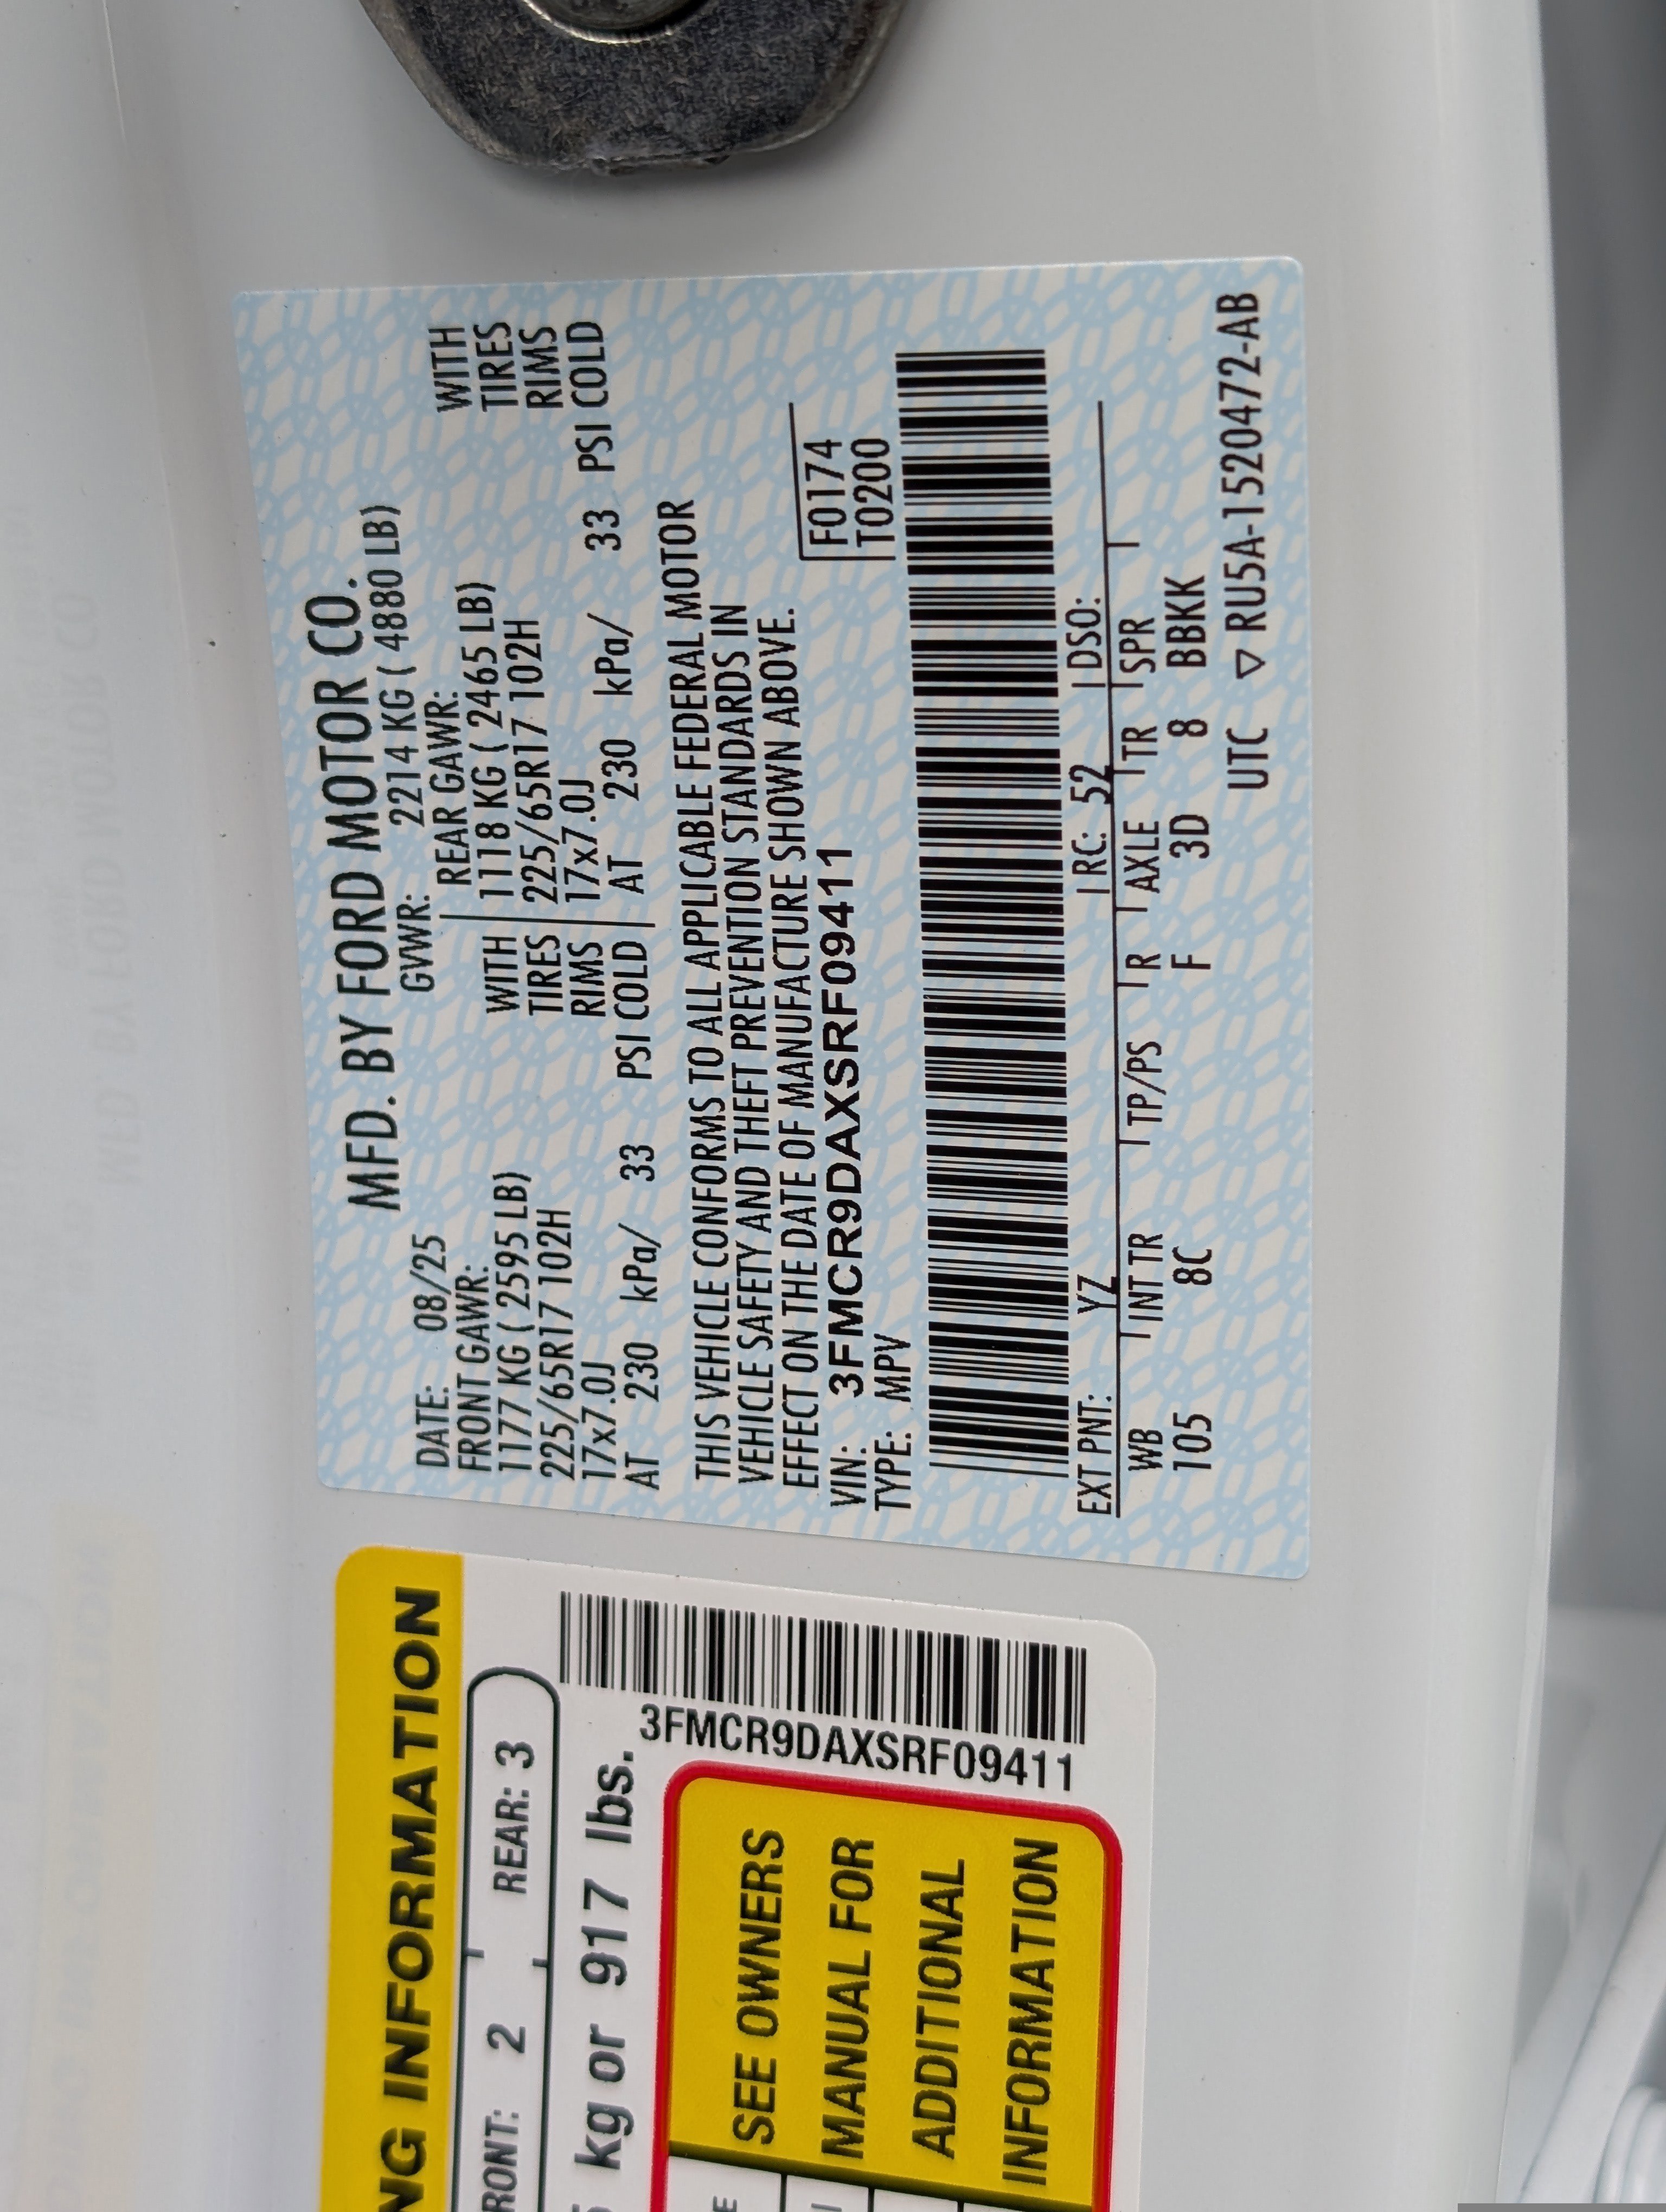 MFD. BY FORD MOTOR CO.
DATE: 08/25 GVWR: 2214 KG ( 4880 LB)
FRONT GAWR: REAR GAWR:
1177 KG ( 2595 LB) WITH 1118 KG ( 2465 LB) WITH
225/65R17 102H TIRES 225/65R17 102H TIRES
17x7.0J RIMS 17x7.0J RIMS
AT 230 kPa/ 33 PSI COLD AT 230 kPa/ 33 PSI COLD
THIS VEHICLE CONFORMS TO ALL APPLICABLE FEDERAL MOTOR
VEHICLE SAFETY AND THEFT PREVENTION STANDARDS IN
EFFECT ON THE DATE OF MANUFACTURE SHOWN ABOVE.
VIN: 3FMCR9DAXSRF09411 F0174
TYPE: MPV T0200
EXT PNT: YZ RC: 52 DSO:
WB INT TR TP/PS R AXLE TR SPR
105 8C F 3D 8 BBKK
UTC ▽ RU5A-1520472-AB
INFORMATION
2 REAR: 3
kg or 917 lbs.
3FMCR9DAXSRF09411
SEE OWNERS
MANUAL FOR
ADDITIONAL
INFORMATION